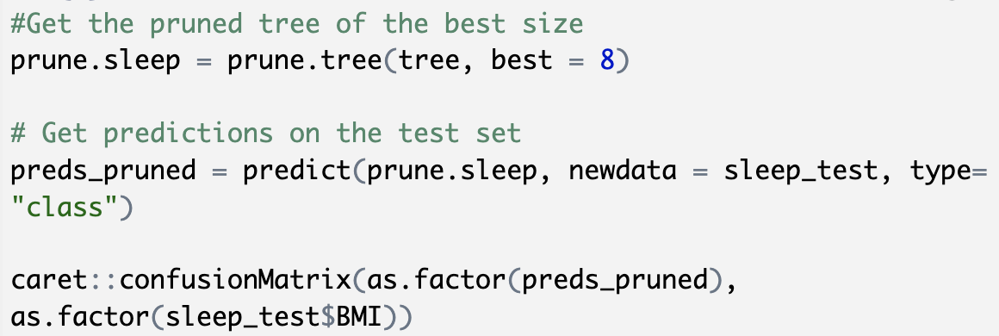 #Get the pruned tree of the best size
prune.sleep = prune.tree(tree, best = 8)
# Get predictions on the test set
preds_pruned = predict(prune.sleep, newdata = sleep_test, type=
"class")
caret::confusionMatrix(as.factor(preds_pruned),
as.factor(sleep_test$BMI))